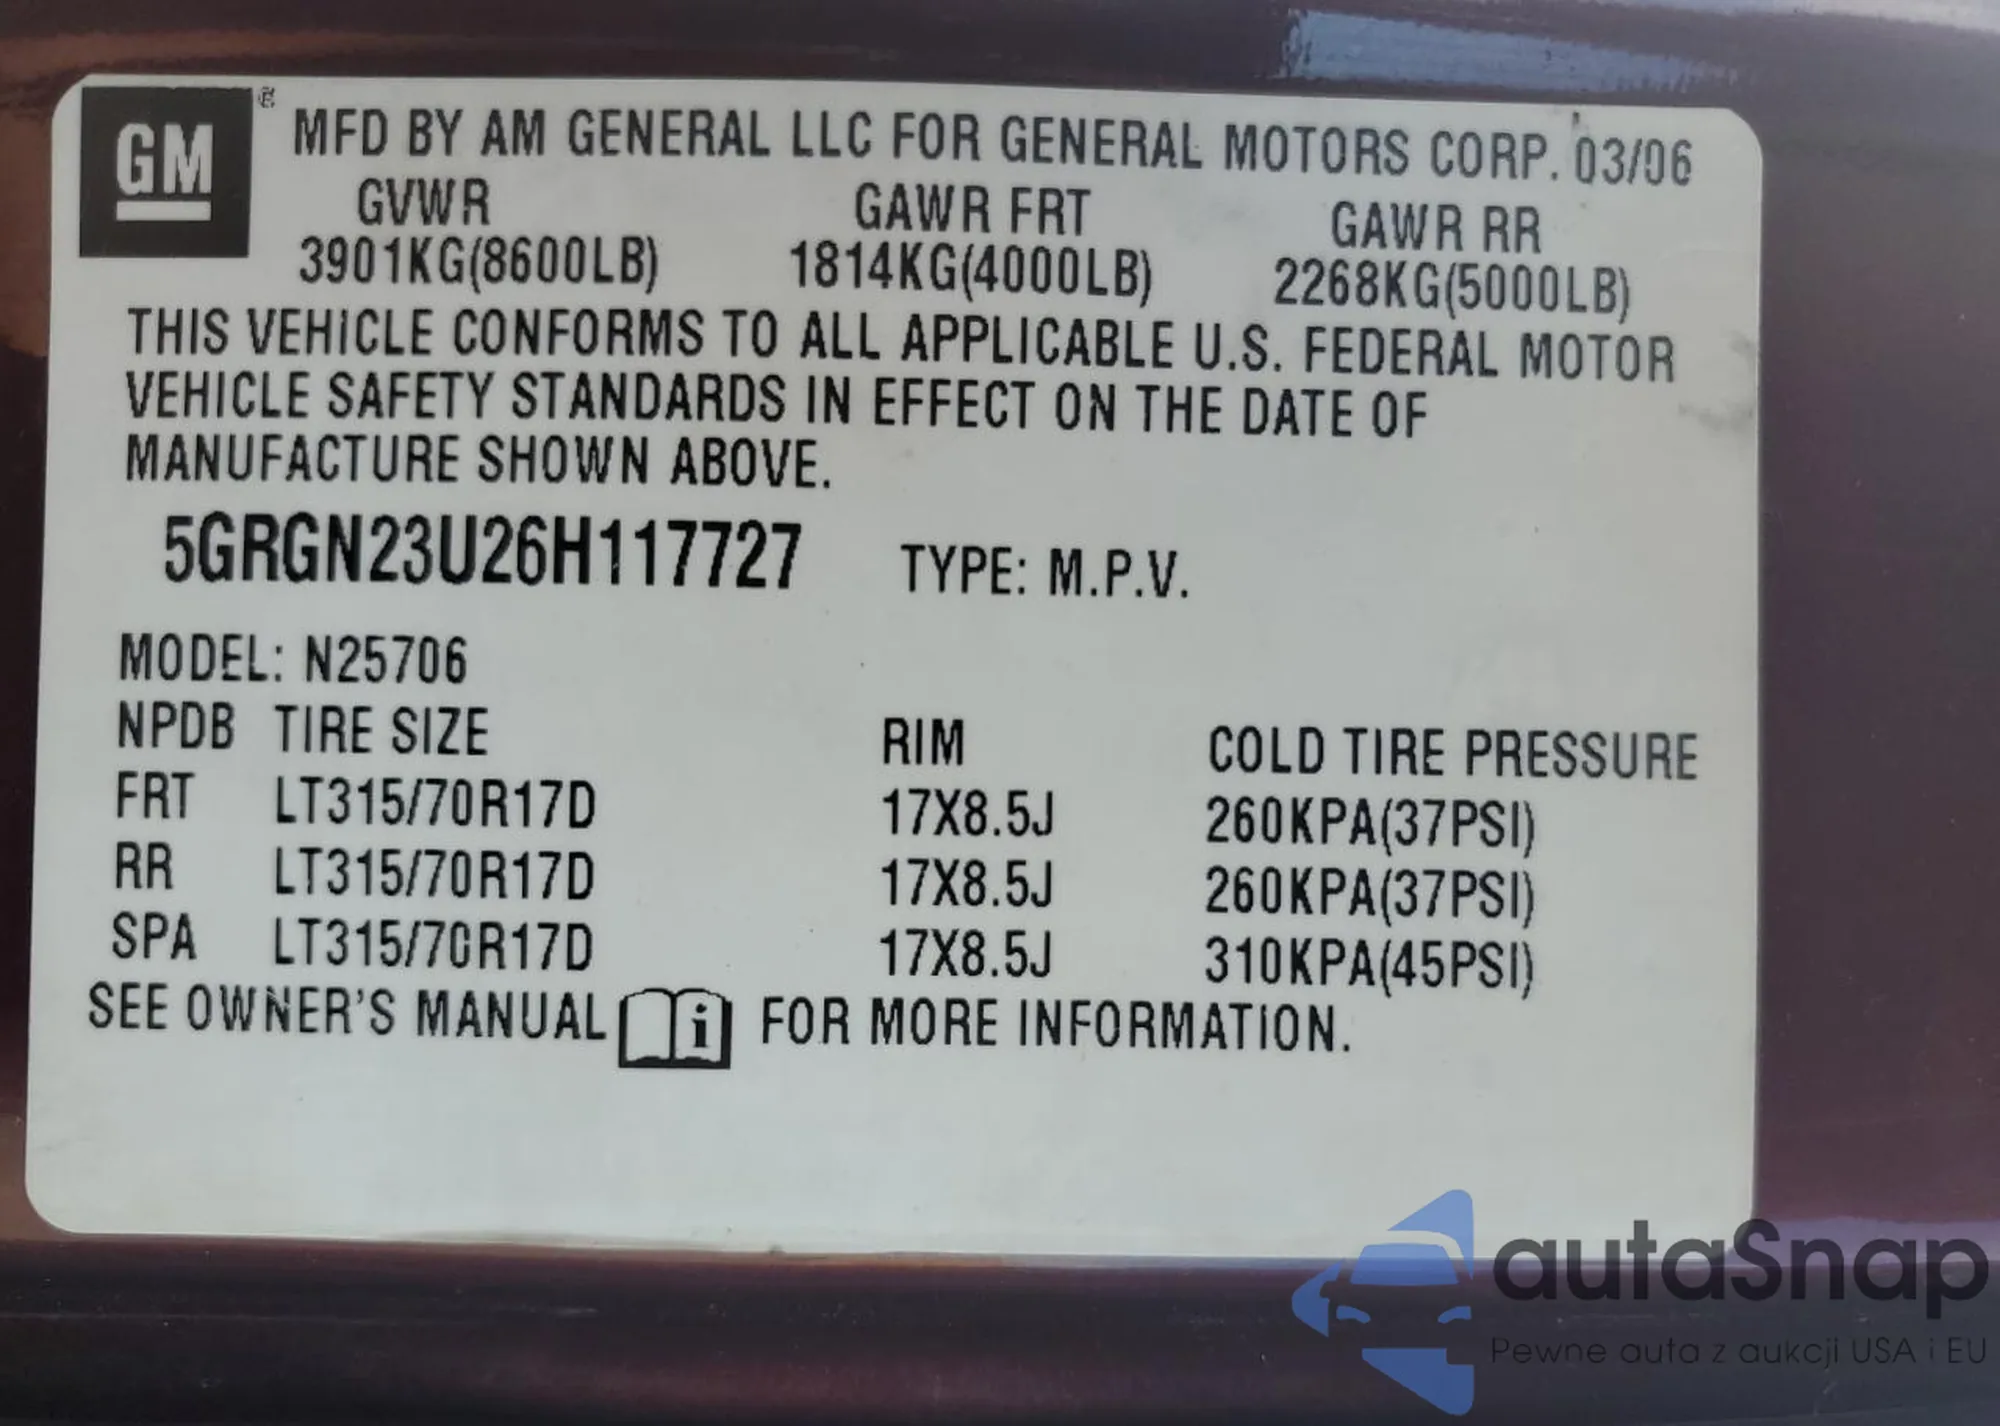 GM
MFD BY AM GENERAL LLC FOR GENERAL MOTORS CORP. 03/06
GVWR GAWR FRT GAWR RR
3901KG(8600LB) 1814KG(4000LB) 2268KG(5000LB)
THIS VEHICLE CONFORMS TO ALL APPLICABLE U.S. FEDERAL MOTOR
VEHICLE SAFETY STANDARDS IN EFFECT ON THE DATE OF
MANUFACTURE SHOWN ABOVE.
5GRGN23U26H117727 TYPE: M.P.V.
MODEL: N25706
NPDB TIRE SIZE RIM COLD TIRE PRESSURE
FRT LT315/70R17D 17X8.5J 260KPA(37PSI)
RR LT315/70R17D 17X8.5J 260KPA(37PSI)
SPA LT315/70R17D 17X8.5J 310KPA(45PSI)
SEE OWNER'S MANUAL i FOR MORE INFORMATION.
autaSnap
Pewne auta z aukcji USA i EU